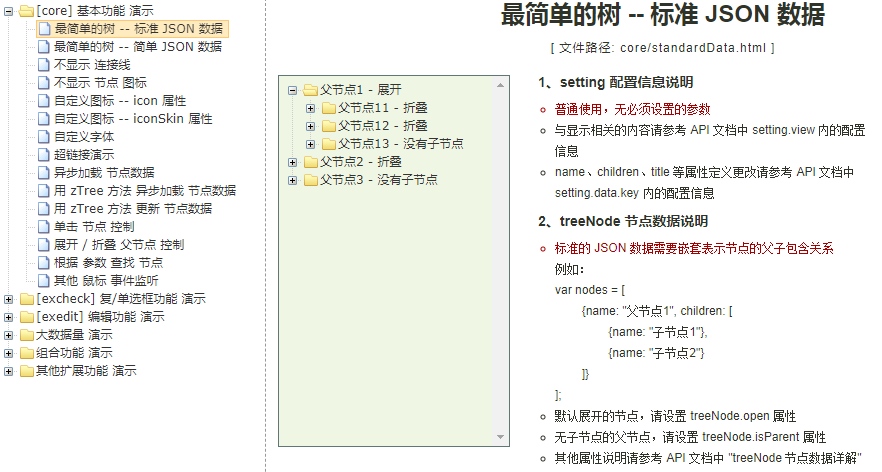 [core] 基本功能 演示
最简单的树 -- 标准 JSON 数据
最简单的树 -- 简单 JSON 数据
不显示 连接线
不显示 节点 图标
自定义图标 -- icon 属性
自定义图标 -- iconSkin 属性
自定义字体
超链接演示
异步加载 节点数据
用 zTree 方法 异步加载 节点数据
用 zTree 方法 更新 节点数据
单击 节点 控制
展开 / 折叠 父节点 控制
根据 参数 查找 节点
其他 鼠标 事件监听
[excheck] 复/单选框功能 演示
[exedit] 编辑功能 演示
大数据量 演示
组合功能 演示
其他扩展功能 演示
最简单的树 -- 标准 JSON 数据
[ 文件路径: core/standardData.html ]
父节点1 - 展开
父节点11 - 折叠
父节点12 - 折叠
父节点13 - 没有子节点
父节点2 - 折叠
父节点3 - 没有子节点
1、setting 配置信息说明
普通使用，无必须设置的参数
与显示相关的内容请参考 API 文档中 setting.view 内的配置
信息
name、children、title 等属性定义更改请参考 API 文档中
setting.data.key 内的配置信息
2、treeNode 节点数据说明
标准的 JSON 数据需要嵌套表示节点的父子包含关系
例如：
var nodes = [
{name: "父节点1", children: [
{name: "子节点1"},
{name: "子节点2"}
]}
];
默认展开的节点，请设置 treeNode.open 属性
无子节点的父节点，请设置 treeNode.isParent 属性
其他属性说明请参考 API 文档中 "treeNode 节点数据详解"